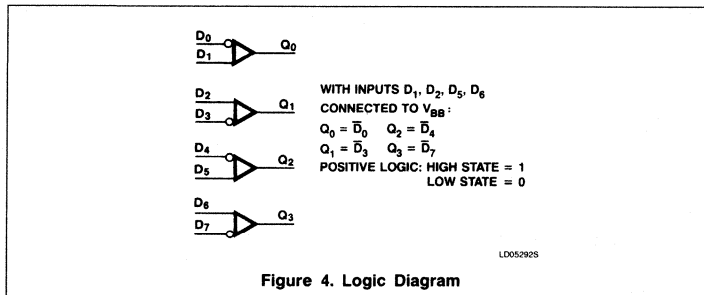 D0
D1
Q0
D2
D3
Q1
D4
D5
Q2
D6
D7
Q3
WITH INPUTS D1, D2, D5, D6
CONNECTED TO VBB:
Q0 = D̅0 Q2 = D̅4
Q1 = D̅3 Q3 = D̅7
POSITIVE LOGIC: HIGH STATE = 1
LOW STATE = 0
LD05292S
Figure 4. Logic Diagram